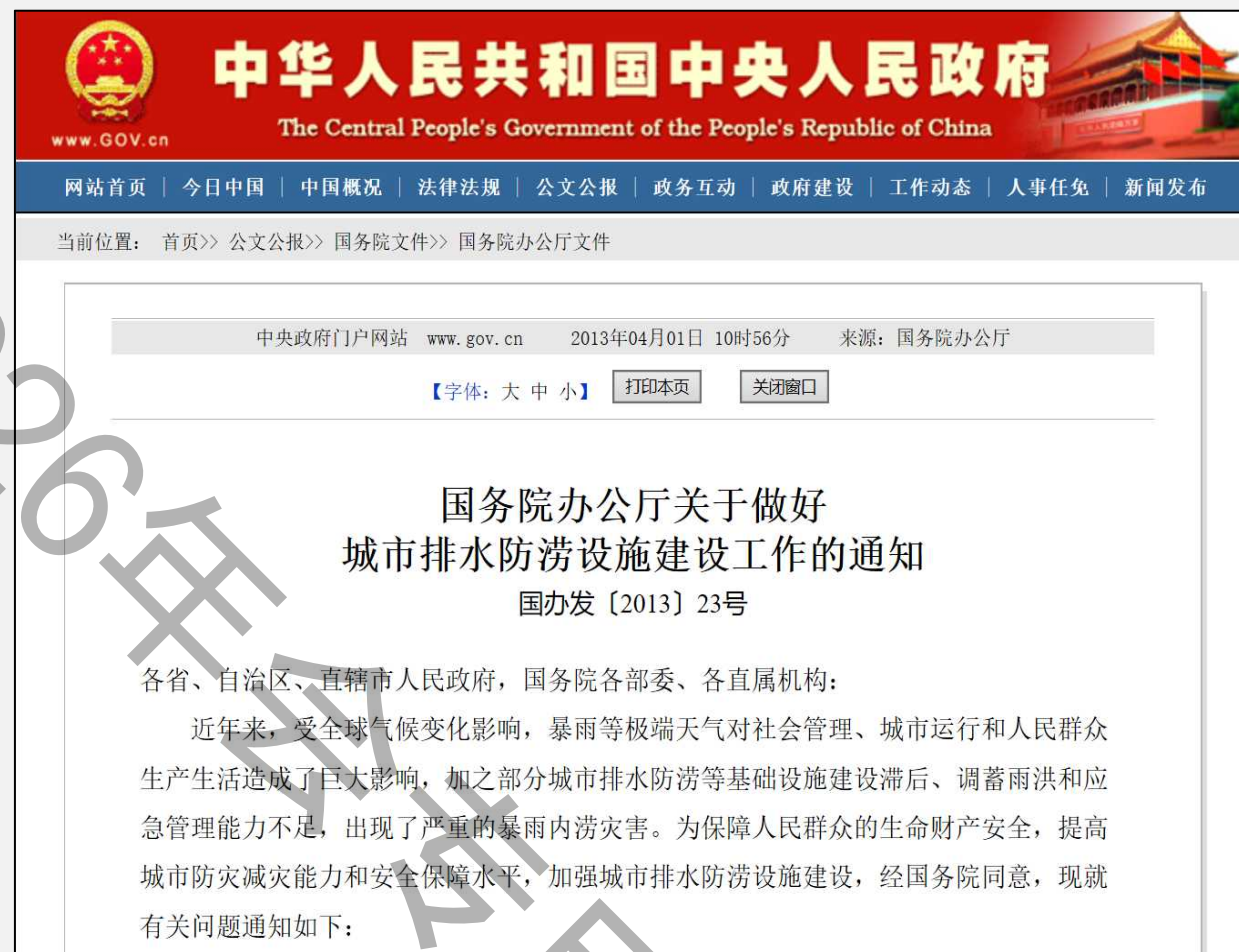 中华人民共和国中央人民政府
www.GOV.cn
The Central People's Government of the People's Republic of China
网站首页 | 今日中国 | 中国概况 | 法律法规 | 公文公报 | 政务互动 | 政府建设 | 工作动态 | 人事任免 | 新闻发布
当前位置： 首页>> 公文公报>> 国务院文件>> 国务院办公厅文件
中央政府门户网站 www.gov.cn 2013年04月01日 10时56分 来源：国务院办公厅
【字体：大 中 小】 打印本页 关闭窗口
国务院办公厅关于做好
城市排水防涝设施建设工作的通知
国办发〔2013〕23号
各省、自治区、直辖市人民政府，国务院各部委、各直属机构：
近年来，受全球气候变化影响，暴雨等极端天气对社会管理、城市运行和人民群众
生产生活造成了巨大影响，加之部分城市排水防涝等基础设施建设滞后、调蓄雨洪和应
急管理能力不足，出现了严重的暴雨内涝灾害。为保障人民群众的生命财产安全，提高
城市防灾减灾能力和安全保障水平，加强城市排水防涝设施建设，经国务院同意，现就
有关问题通知如下：
26年会专